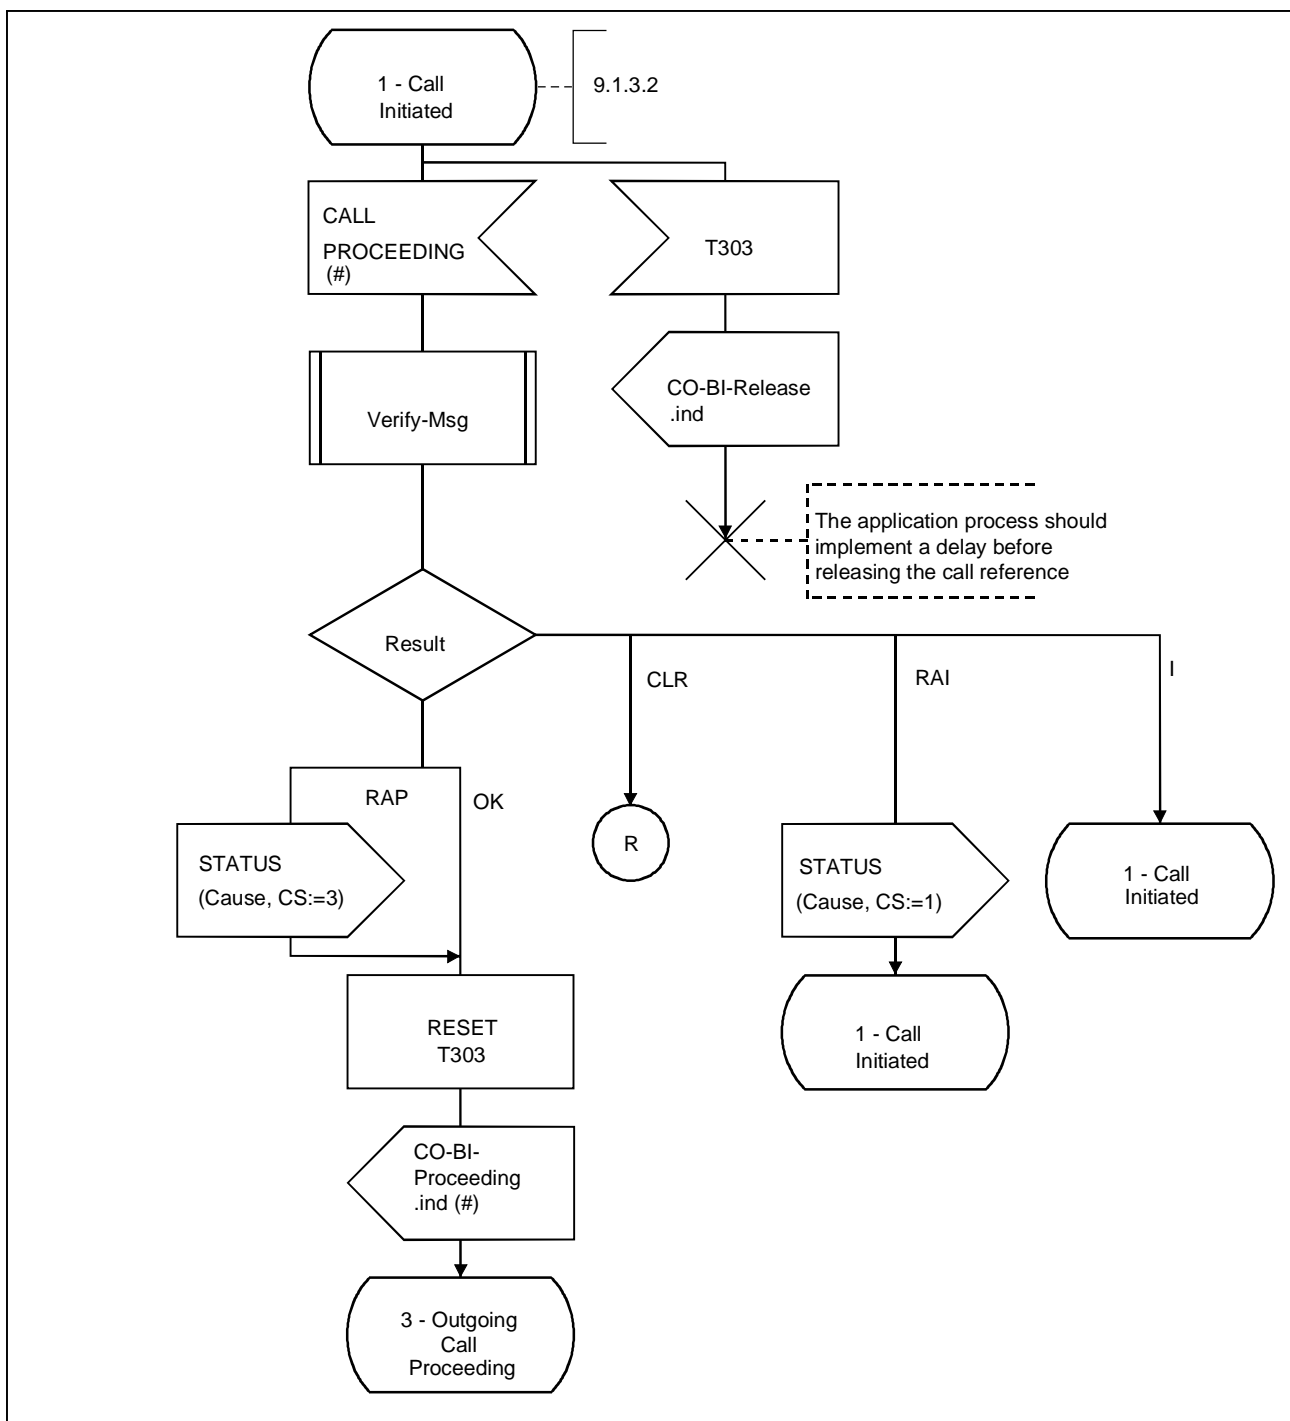 1 - Call
Initiated
9.1.3.2
CALL
PROCEEDING
(#)
T303
Verify-Msg
CO-BI-Release
.ind
The application process should
implement a delay before
releasing the call reference
Result
CLR
RAI
I
RAP
OK
STATUS
(Cause, CS:=3)
R
STATUS
(Cause, CS:=1)
1 - Call
Initiated
RESET
T303
1 - Call
Initiated
CO-BI-
Proceeding
.ind (#)
3 - Outgoing
Call
Proceeding